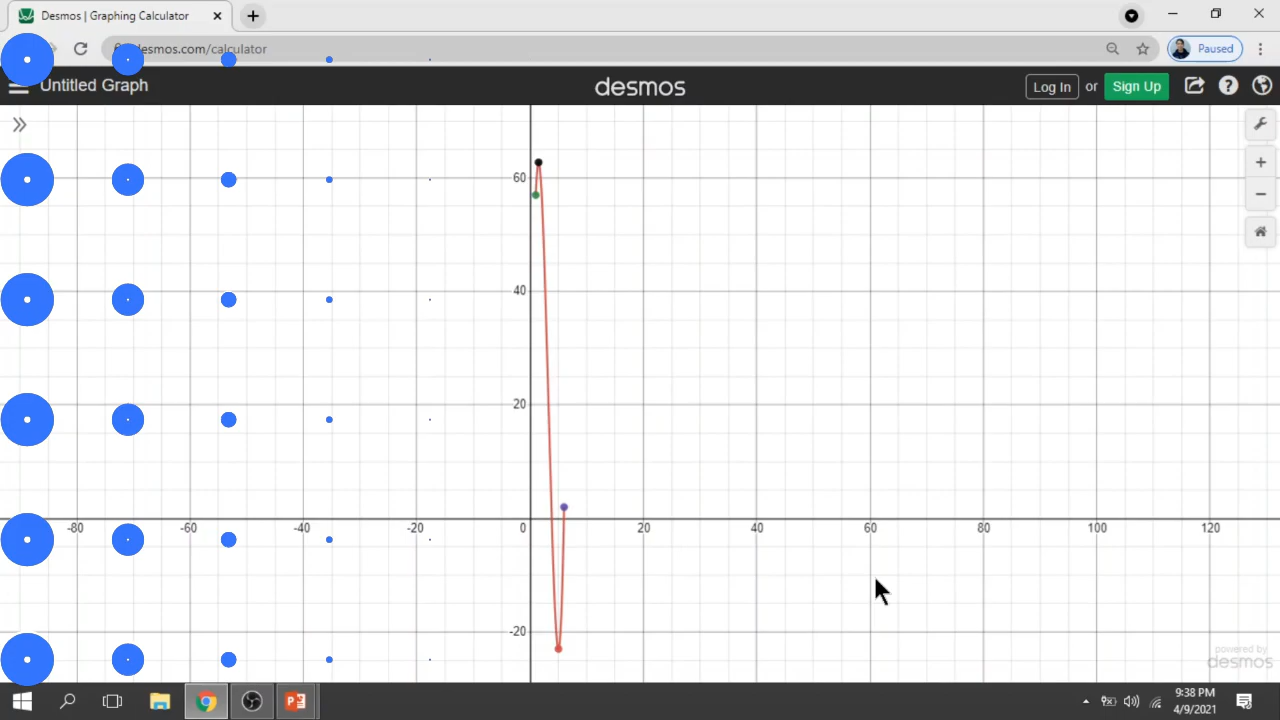 Desmos | Graphing Calculator
desmos.com/calculator
Paused
Untitled Graph
desmos
Log In or Sign Up
60
40
20
-80 -60 -40 -20 0 20 40 60 80 100 120
-20
powered by
desmos
9:38 PM
4/9/2021